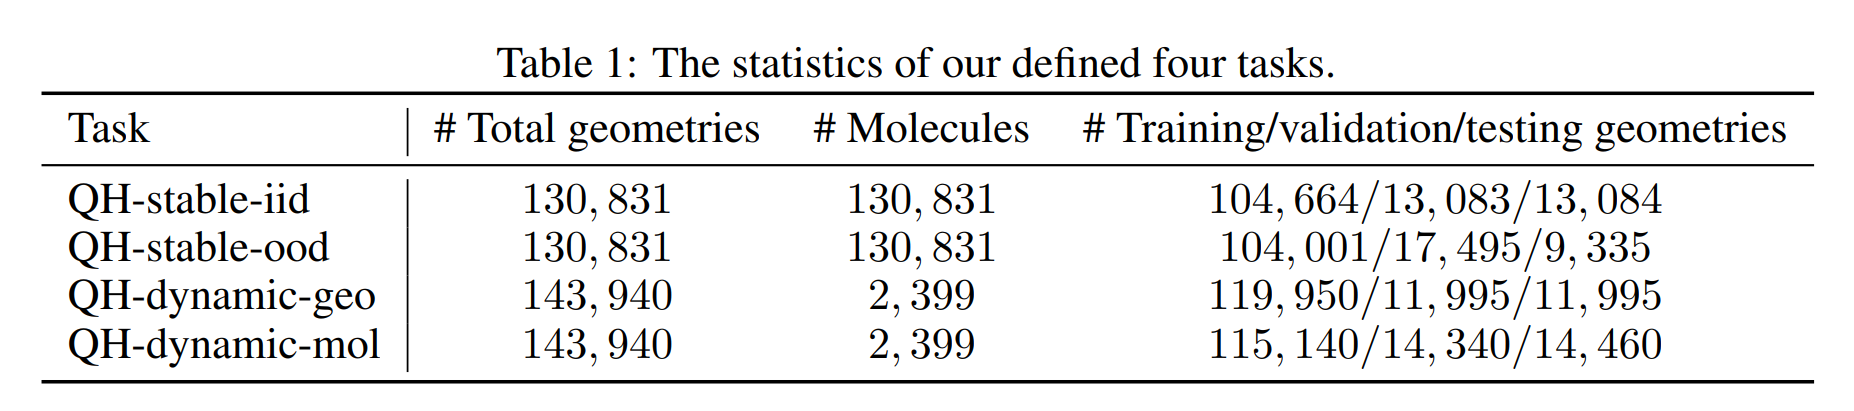 Table 1: The statistics of our defined four tasks.
Task # Total geometries # Molecules # Training/validation/testing geometries
QH-stable-iid 130, 831 130, 831 104, 664/13, 083/13, 084
QH-stable-ood 130, 831 130, 831 104, 001/17, 495/9, 335
QH-dynamic-geo 143, 940 2, 399 119, 950/11, 995/11, 995
QH-dynamic-mol 143, 940 2, 399 115, 140/14, 340/14, 460